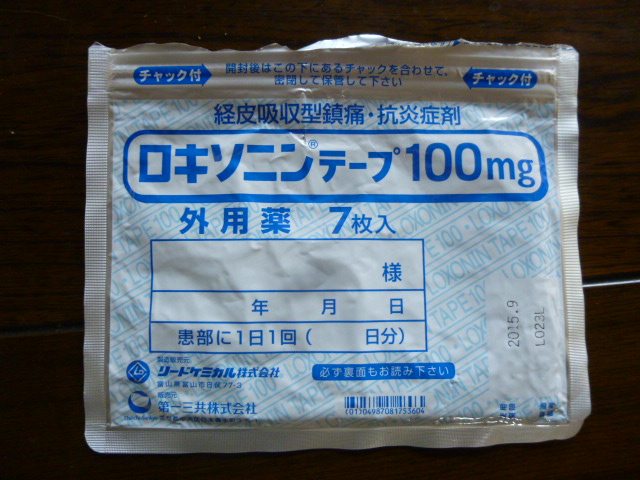 チャック付
開封後はこの下にあるチャックを合わせて、
密閉して保管して下さい
チャック付
経皮吸収型鎮痛・抗炎症剤
ロキソニン®テープ100mg
外用薬 7枚入
様
年 月 日
患部に1日1回( 日分)
2015.9
L023L
製造販売元
リードケミカル株式会社
富山県富山市日俣77-3
必ず裏面もお読み下さい
販売元
第一三共株式会社
(01)04987081753604
LOXONIN TAPE 100